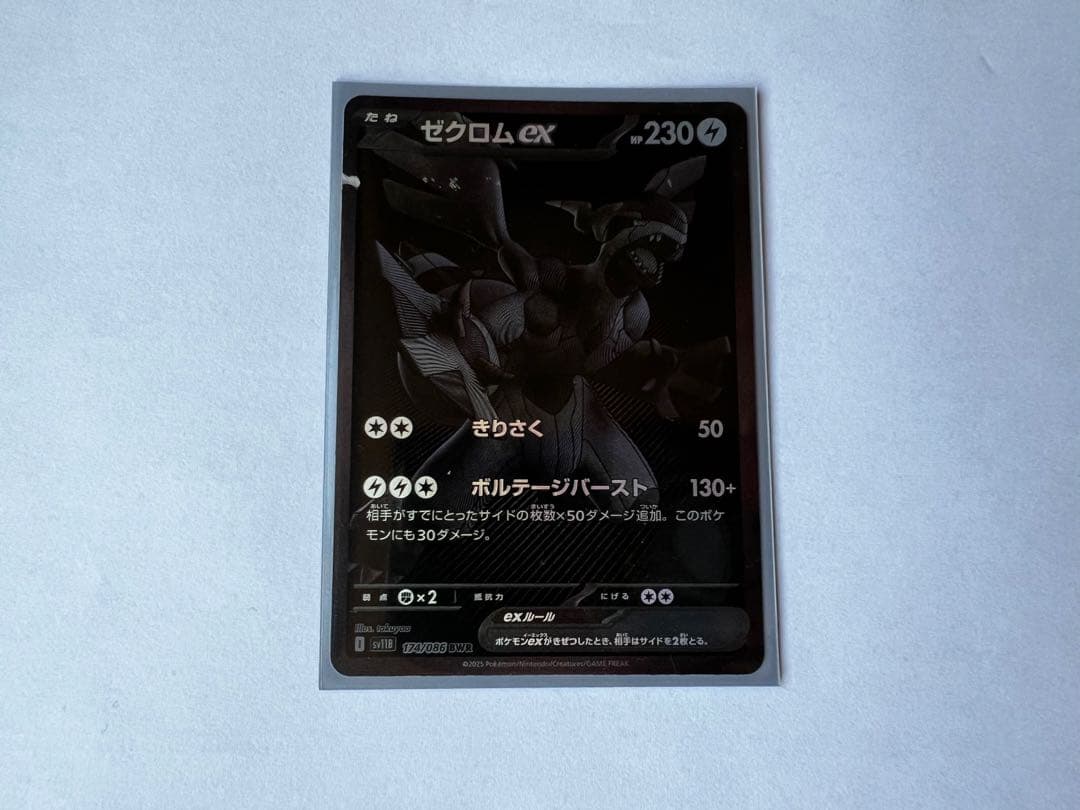 たね ゼクロムex HP230
きりさく 50
ボルテージバースト 130+
相手がすでにとったサイドの枚数×50ダメージ追加。このポケ
モンにも30ダメージ。
弱点 ×2 抵抗力 にげる
exルール
ポケモンexがきぜつしたとき、相手はサイドを2枚とる。
Illus. takuyoa
I sv11B 174/086 BWR
©2025 Pokémon/Nintendo/Creatures/GAME FREAK